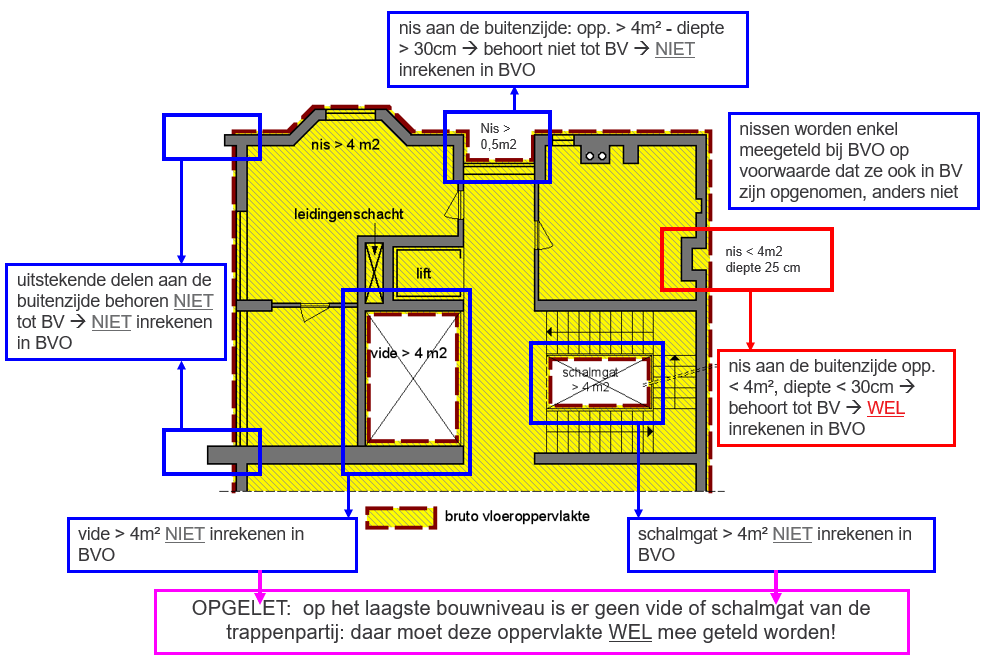 nis aan de buitenzijde: opp. > 4m² - diepte
> 30cm → behoort niet tot BV → NIET
inrekenen in BVO
Nis >
0,5m2
nis > 4 m2
nissen worden enkel
meegeteld bij BVO op
voorwaarde dat ze ook in BV
zijn opgenomen, anders niet
leidingenschacht
lift
nis < 4m2
diepte 25 cm
uitstekende delen aan de
buitenzijde behoren NIET
tot BV → NIET inrekenen
in BVO
vide > 4 m2
schalmgat
> 4 m2
nis aan de buitenzijde opp.
< 4m², diepte < 30cm →
behoort tot BV → WEL
inrekenen in BVO
bruto vloeroppervlakte
vide > 4m² NIET inrekenen in
BVO
schalmgat > 4m² NIET inrekenen in
BVO
OPGELET:  op het laagste bouwniveau is er geen vide of schalmgat van de
trappenpartij: daar moet deze oppervlakte WEL mee geteld worden!